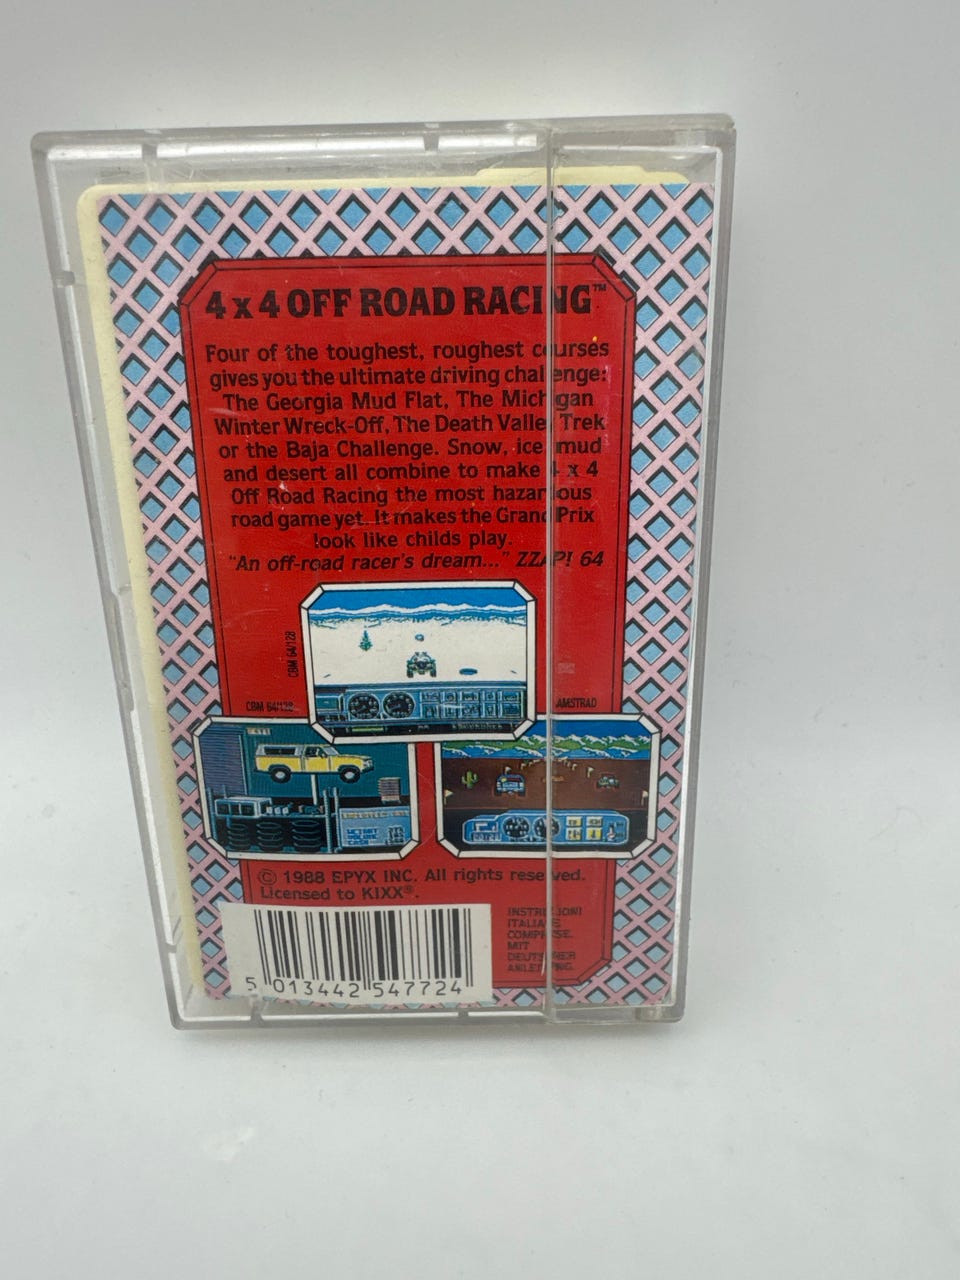 4 x 4 OFF ROAD RACING™
Four of the toughest, roughest courses
gives you the ultimate driving challenge:
The Georgia Mud Flat, The Michigan
Winter Wreck-Off, The Death Valley Trek
or the Baja Challenge. Snow, ice, mud
and desert all combine to make 4 x 4
Off Road Racing the most hazardous
road game yet. It makes the Grand Prix
look like childs play.
"An off-road racer's dream..." ZZAP! 64
CBM 64/128
CBM 64/128
AMSTRAD
© 1988 EPYX INC. All rights reserved.
Licensed to KIXX®.
INSTRUZIONI
ITALIANE
COMPRESE.
MIT
DEUTSCHER
ANLEITUNG.
5 013442 547724